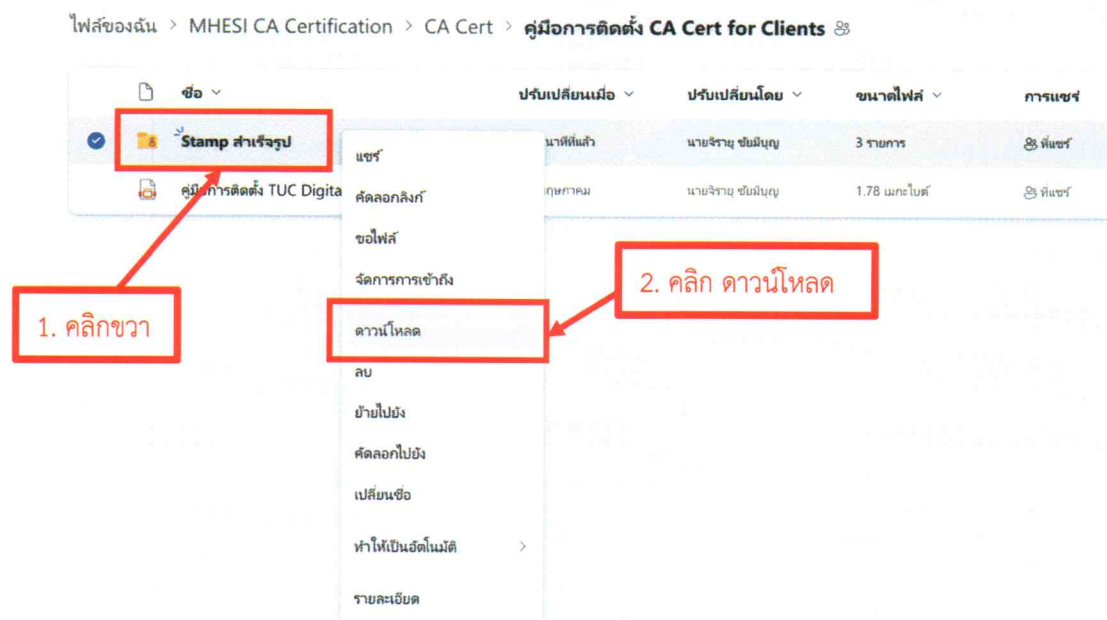 ไฟล์ของฉัน > MHESI CA Certification > CA Cert > คู่มือการติดตั้ง CA Cert for Clients
ชื่อ ปรับเปลี่ยนเมื่อ ปรับเปลี่ยนโดย ขนาดไฟล์ การแชร์
Stamp สำเร็จรูป นาทีที่แล้ว นายจิรายุ ชัยมีบุญ 3 รายการ ที่แชร์
คู่มือการติดตั้ง TUC Digita นายจิรายุ ชัยมีบุญ 1.78 เมกะไบต์ ที่แชร์
แชร์
คัดลอกลิงก์
ขอไฟล์
จัดการการเข้าถึง
ดาวน์โหลด
ลบ
ย้ายไปยัง
คัดลอกไปยัง
เปลี่ยนชื่อ
ทำให้เป็นอัตโนมัติ >
รายละเอียด
1. คลิกขวา
2. คลิก ดาวน์โหลด